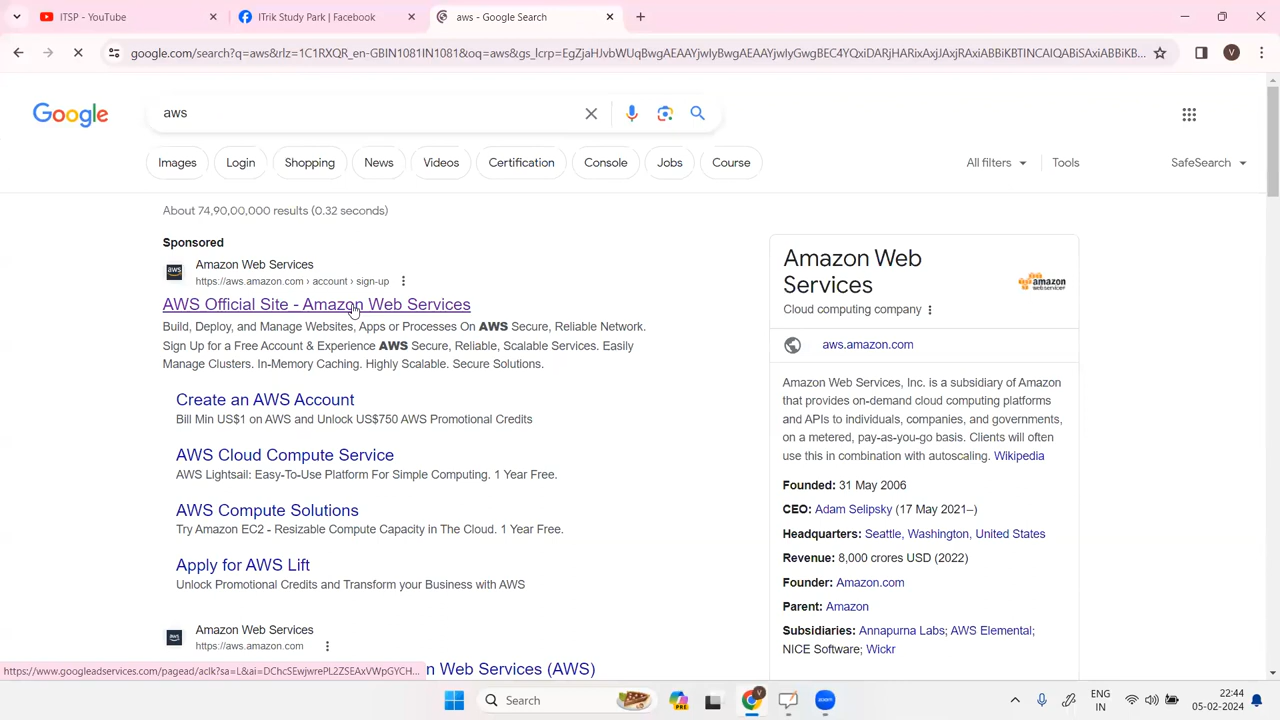 ITSP - YouTube
ITrik Study Park | Facebook
aws - Google Search
google.com/search?q=aws&rlz=1C1RXQR_en-GBIN1081IN1081&oq=aws&gs_lcrp=EgZjaHJvbWUqBwgAEAAYjwIyBwgAEAAYjwIyGwgBEC4YQxiDARjHARixAxjJAxjRAxiABBiKBTINCAIQABiSAxiABBiKB...
V
Google
aws
Images
Login
Shopping
News
Videos
Certification
Console
Jobs
Course
All filters
Tools
SafeSearch
About 74,90,00,000 results (0.32 seconds)
Sponsored
aws
Amazon Web Services
https://aws.amazon.com › account › sign-up
AWS Official Site - Amazon Web Services
Build, Deploy, and Manage Websites, Apps or Processes On AWS Secure, Reliable Network.
Sign Up for a Free Account & Experience AWS Secure, Reliable, Scalable Services. Easily
Manage Clusters. In-Memory Caching. Highly Scalable. Secure Solutions.
Create an AWS Account
Bill Min US$1 on AWS and Unlock US$750 AWS Promotional Credits
AWS Cloud Compute Service
AWS Lightsail: Easy-To-Use Platform For Simple Computing. 1 Year Free.
AWS Compute Solutions
Try Amazon EC2 - Resizable Compute Capacity in The Cloud. 1 Year Free.
Apply for AWS Lift
Unlock Promotional Credits and Transform your Business with AWS
aws
Amazon Web Services
https://aws.amazon.com
n Web Services (AWS)
https://www.googleadservices.com/pagead/aclk?sa=L&ai=DChcSEwjwrePL2ZSEAxVWpGYCH...
Amazon Web
Services
amazon
Cloud computing company
aws.amazon.com
Amazon Web Services, Inc. is a subsidiary of Amazon
that provides on-demand cloud computing platforms
and APIs to individuals, companies, and governments,
on a metered, pay-as-you-go basis. Clients will often
use this in combination with autoscaling. Wikipedia
Founded: 31 May 2006
CEO: Adam Selipsky (17 May 2021–)
Headquarters: Seattle, Washington, United States
Revenue: 8,000 crores USD (2022)
Founder: Amazon.com
Parent: Amazon
Subsidiaries: Annapurna Labs; AWS Elemental;
NICE Software; Wickr
Search
PRE
V
zoom
ENG
IN
22:44
05-02-2024